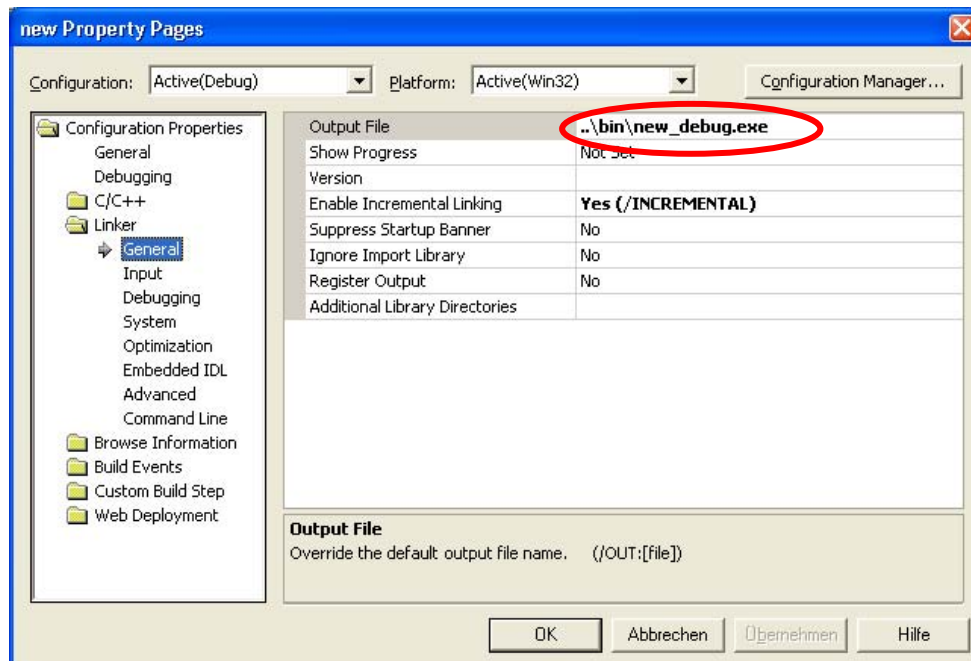 new Property Pages
Configuration: Active(Debug) Platform: Active(Win32) Configuration Manager...
Configuration Properties
General
Debugging
C/C++
Linker
General
Input
Debugging
System
Optimization
Embedded IDL
Advanced
Command Line
Browse Information
Build Events
Custom Build Step
Web Deployment
Output File ..\bin\new_debug.exe
Show Progress Not Set
Version
Enable Incremental Linking Yes (/INCREMENTAL)
Suppress Startup Banner No
Ignore Import Library No
Register Output No
Additional Library Directories
Output File
Override the default output file name. (/OUT:[file])
OK Abbrechen Übernehmen Hilfe